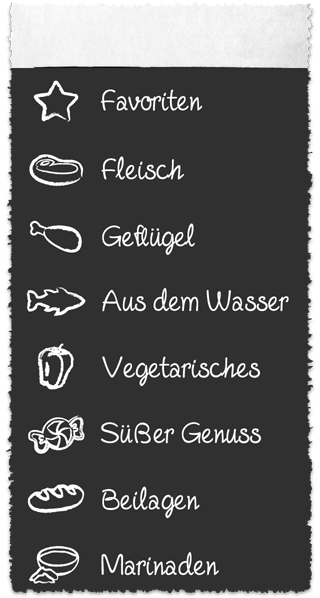 Favoriten
Fleisch
Geflügel
Aus dem Wasser
Vegetarisches
Süßer Genuss
Beilagen
Marinaden